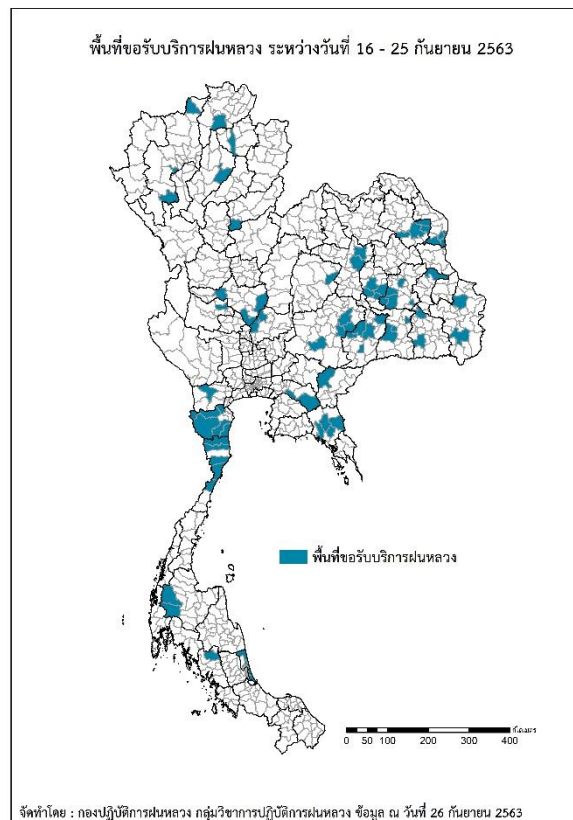 พื้นที่ขอรับบริการฝนหลวง ระหว่างวันที่ 16 - 25 กันยายน 2563
พื้นที่ขอรับบริการฝนหลวง
กิโลเมตร
0 50 100 200 300 400
จัดทำโดย : กองปฏิบัติการฝนหลวง กลุ่มวิชาการปฏิบัติการฝนหลวง ข้อมูล ณ วันที่ 26 กันยายน 2563